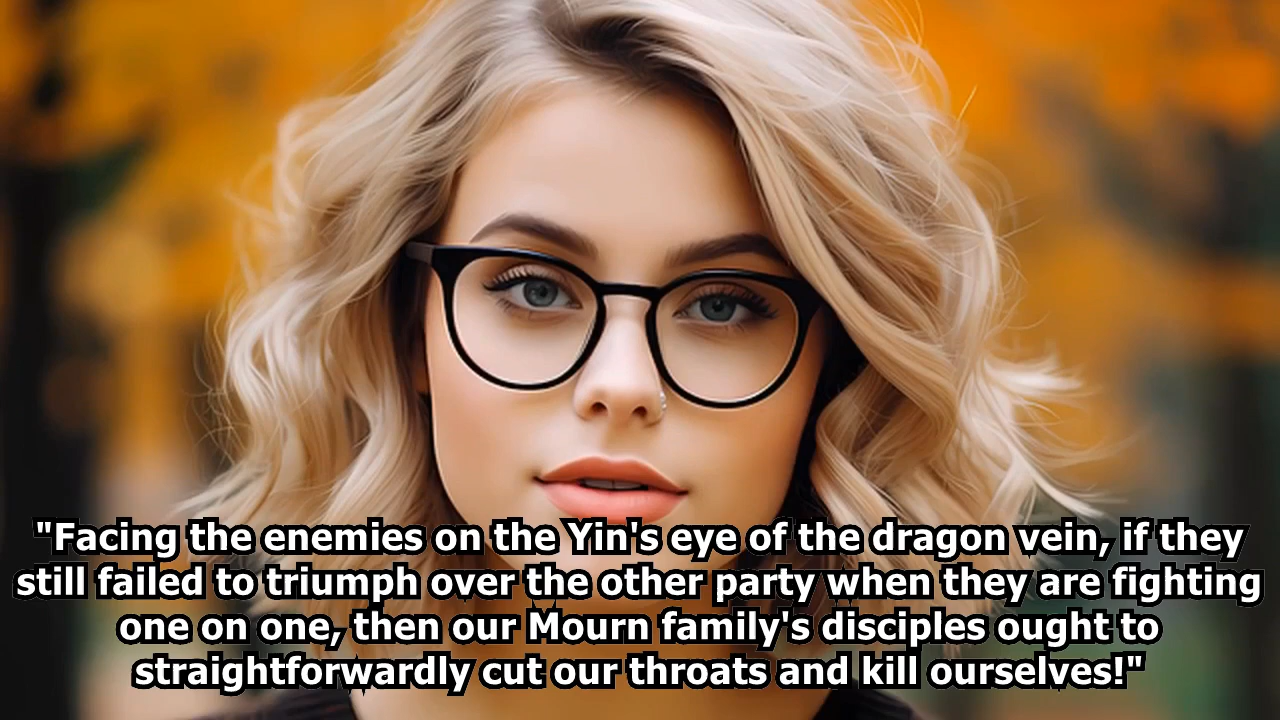 "Facing the enemies on the Yin's eye of the dragon vein, if they
still failed to triumph over the other party when they are fighting
one on one, then our Mourn family's disciples ought to
straightforwardly cut our throats and kill ourselves!"